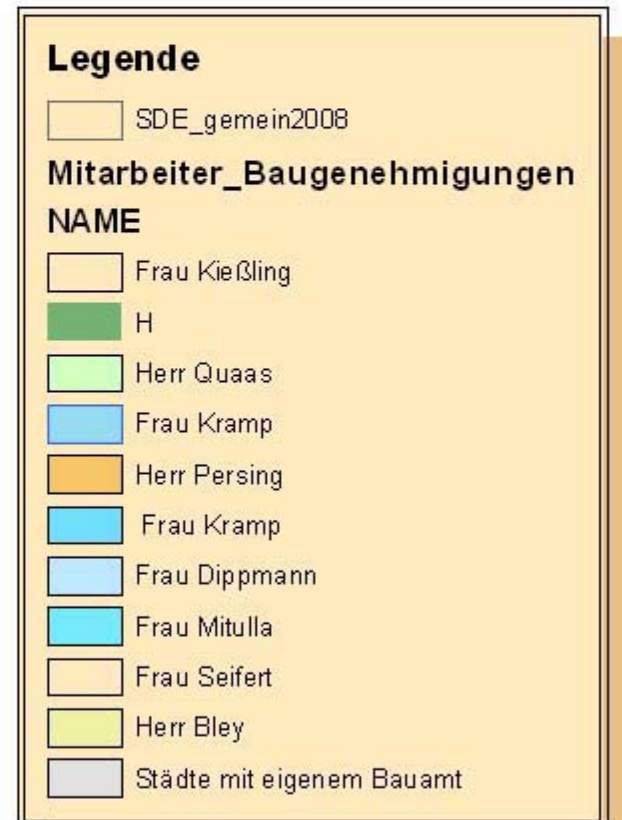 Legende
SDE_gemein2008
Mitarbeiter_Baugenehmigungen
NAME
Frau Kießling
H
Herr Quaas
Frau Kramp
Herr Persing
Frau Kramp
Frau Dippmann
Frau Mitulla
Frau Seifert
Herr Bley
Städte mit eigenem Bauamt